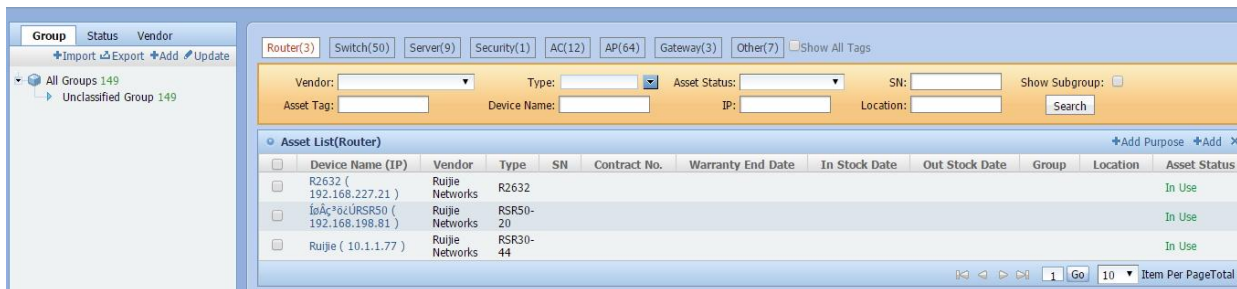 Group Status Vendor
Import Export Add Update
All Groups 149
Unclassified Group 149
Router(3) Switch(50) Server(9) Security(1) AC(12) AP(64) Gateway(3) Other(7) Show All Tags
Vendor: Type: Asset Status: SN: Show Subgroup:
Asset Tag: Device Name: IP: Location: Search
Asset List(Router) Add Purpose Add
Device Name (IP) Vendor Type SN Contract No. Warranty End Date In Stock Date Out Stock Date Group Location Asset Status
R2632 ( 192.168.227.21 ) Ruijie Networks R2632 In Use
ÍøÂç³ö¿ÚRSR50 ( 192.168.198.81 ) Ruijie Networks RSR50-20 In Use
Ruijie ( 10.1.1.77 ) Ruijie Networks RSR30-44 In Use
1 Go 10 Item Per PageTotal